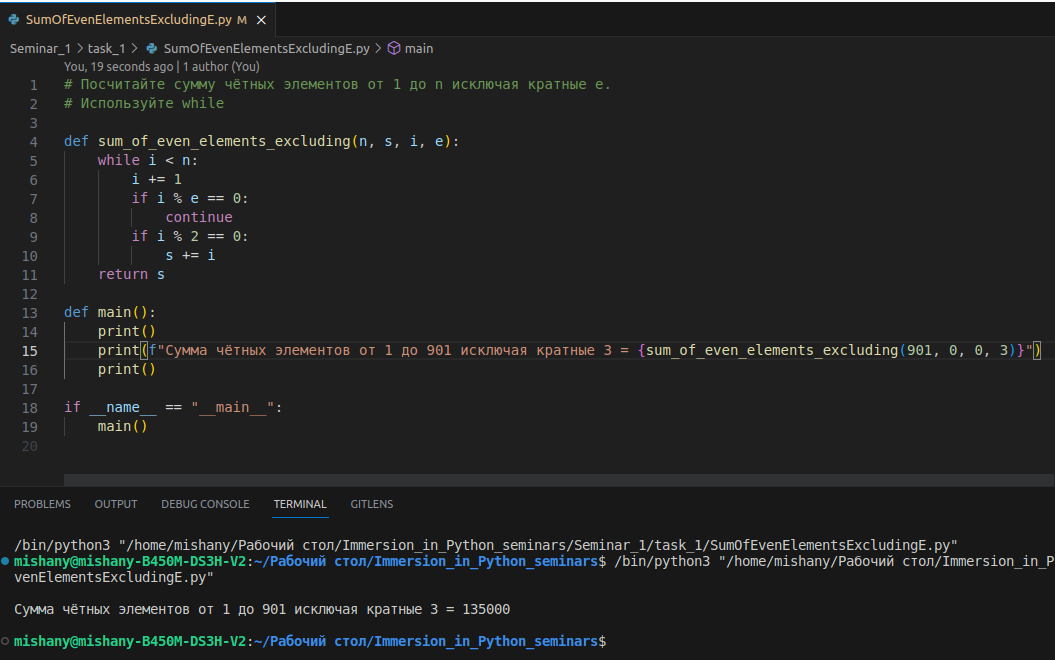 SumOfEvenElementsExcludingE.py M
Seminar_1 > task_1 > SumOfEvenElementsExcludingE.py > main
You, 19 seconds ago | 1 author (You)
1 # Посчитайте сумму чётных элементов от 1 до n исключая кратные e.
2 # Используйте while
3
4 def sum_of_even_elements_excluding(n, s, i, e):
5     while i < n:
6         i += 1
7         if i % e == 0:
8             continue
9         if i % 2 == 0:
10             s += i
11     return s
12
13 def main():
14     print()
15     print(f"Сумма чётных элементов от 1 до 901 исключая кратные 3 = {sum_of_even_elements_excluding(901, 0, 0, 3)}")
16     print()
17
18 if __name__ == "__main__":
19     main()
20
PROBLEMS OUTPUT DEBUG CONSOLE TERMINAL GITLENS
/bin/python3 "/home/mishany/Рабочий стол/Immersion_in_Python_seminars/Seminar_1/task_1/SumOfEvenElementsExcludingE.py"
mishany@mishany-B450M-DS3H-V2:~/Рабочий стол/Immersion_in_Python_seminars$ /bin/python3 "/home/mishany/Рабочий стол/Immersion_in_P
venElementsExcludingE.py"
Сумма чётных элементов от 1 до 901 исключая кратные 3 = 135000
mishany@mishany-B450M-DS3H-V2:~/Рабочий стол/Immersion_in_Python_seminars$